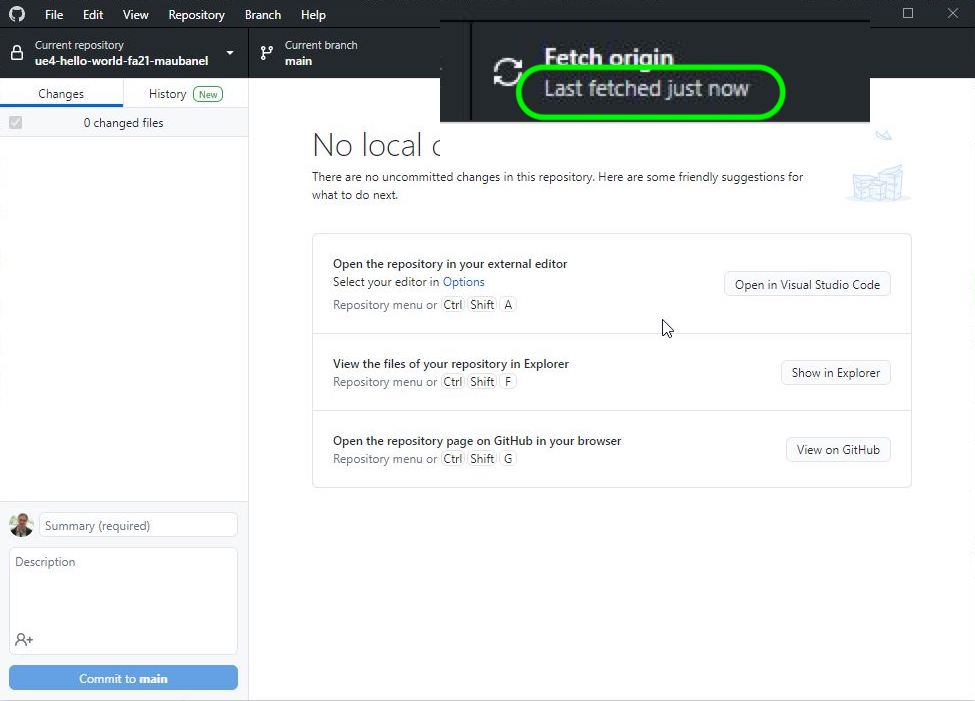 File Edit View Repository Branch Help
Current repository
ue4-hello-world-fa21-maubanel
Current branch
main
Fetch origin
Last fetched just now
Changes
History New
0 changed files
No local
There are no uncommitted changes in this repository. Here are some friendly suggestions for
what to do next.
Open the repository in your external editor
Select your editor in Options
Repository menu or Ctrl Shift A
Open in Visual Studio Code
View the files of your repository in Explorer
Repository menu or Ctrl Shift F
Show in Explorer
Open the repository page on GitHub in your browser
Repository menu or Ctrl Shift G
View on GitHub
Summary (required)
Description
Commit to main